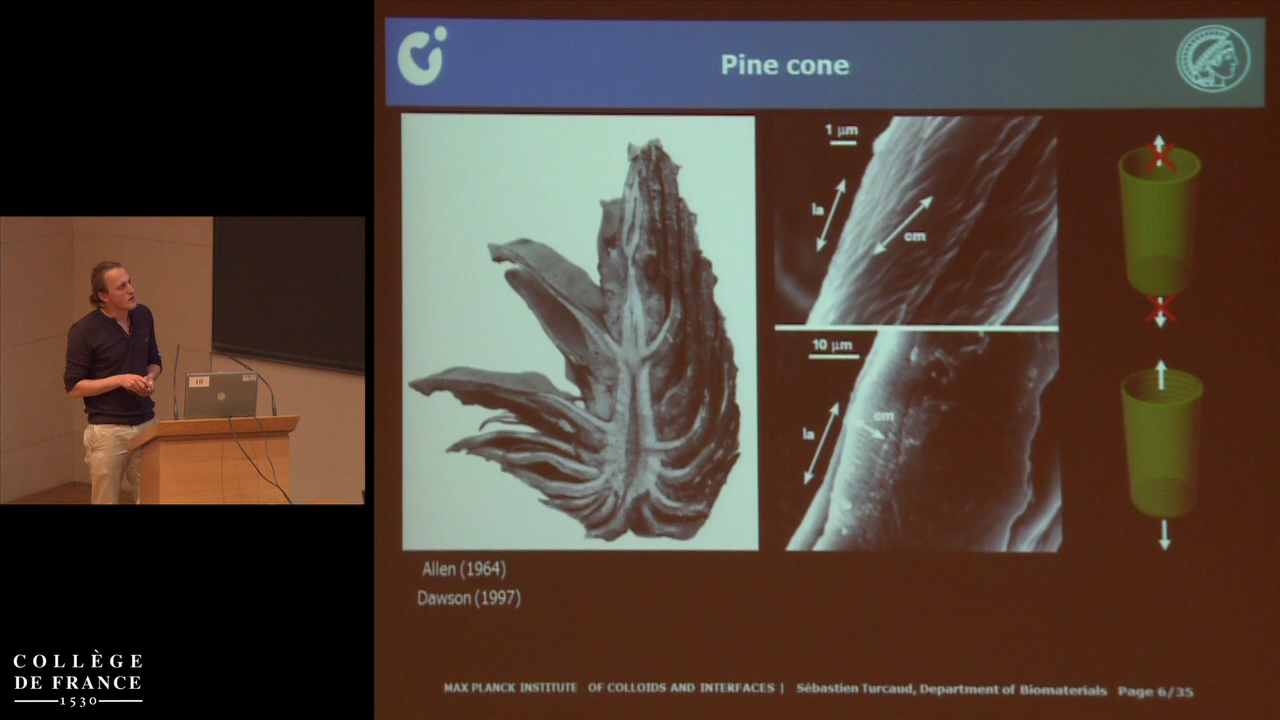 Pine cone
1 µm
la
cm
10 µm
cm
la
Allen (1964)
Dawson (1997)
MAX PLANCK INSTITUTE OF COLLOIDS AND INTERFACES | Sébastien Turcaud, Department of Biomaterials Page 6/35
10
COLLÈGE
DE FRANCE
1530